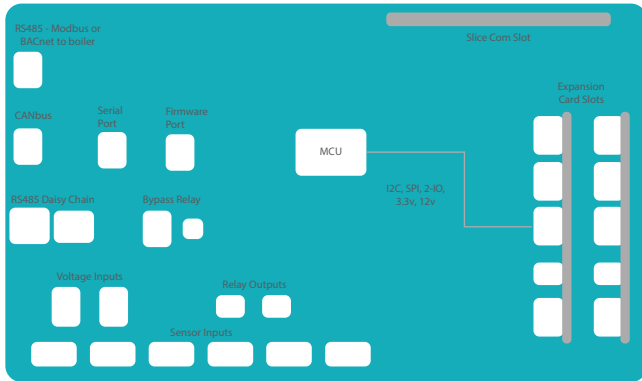 RS485 - Modbus or
BACnet to boiler
Slice Com Slot
Expansion
Card Slots
CANbus
Serial
Port
Firmware
Port
MCU
I2C, SPI, 2-IO,
3.3v, 12v
RS485 Daisy Chain
Bypass Relay
Voltage Inputs
Relay Outputs
Sensor Inputs